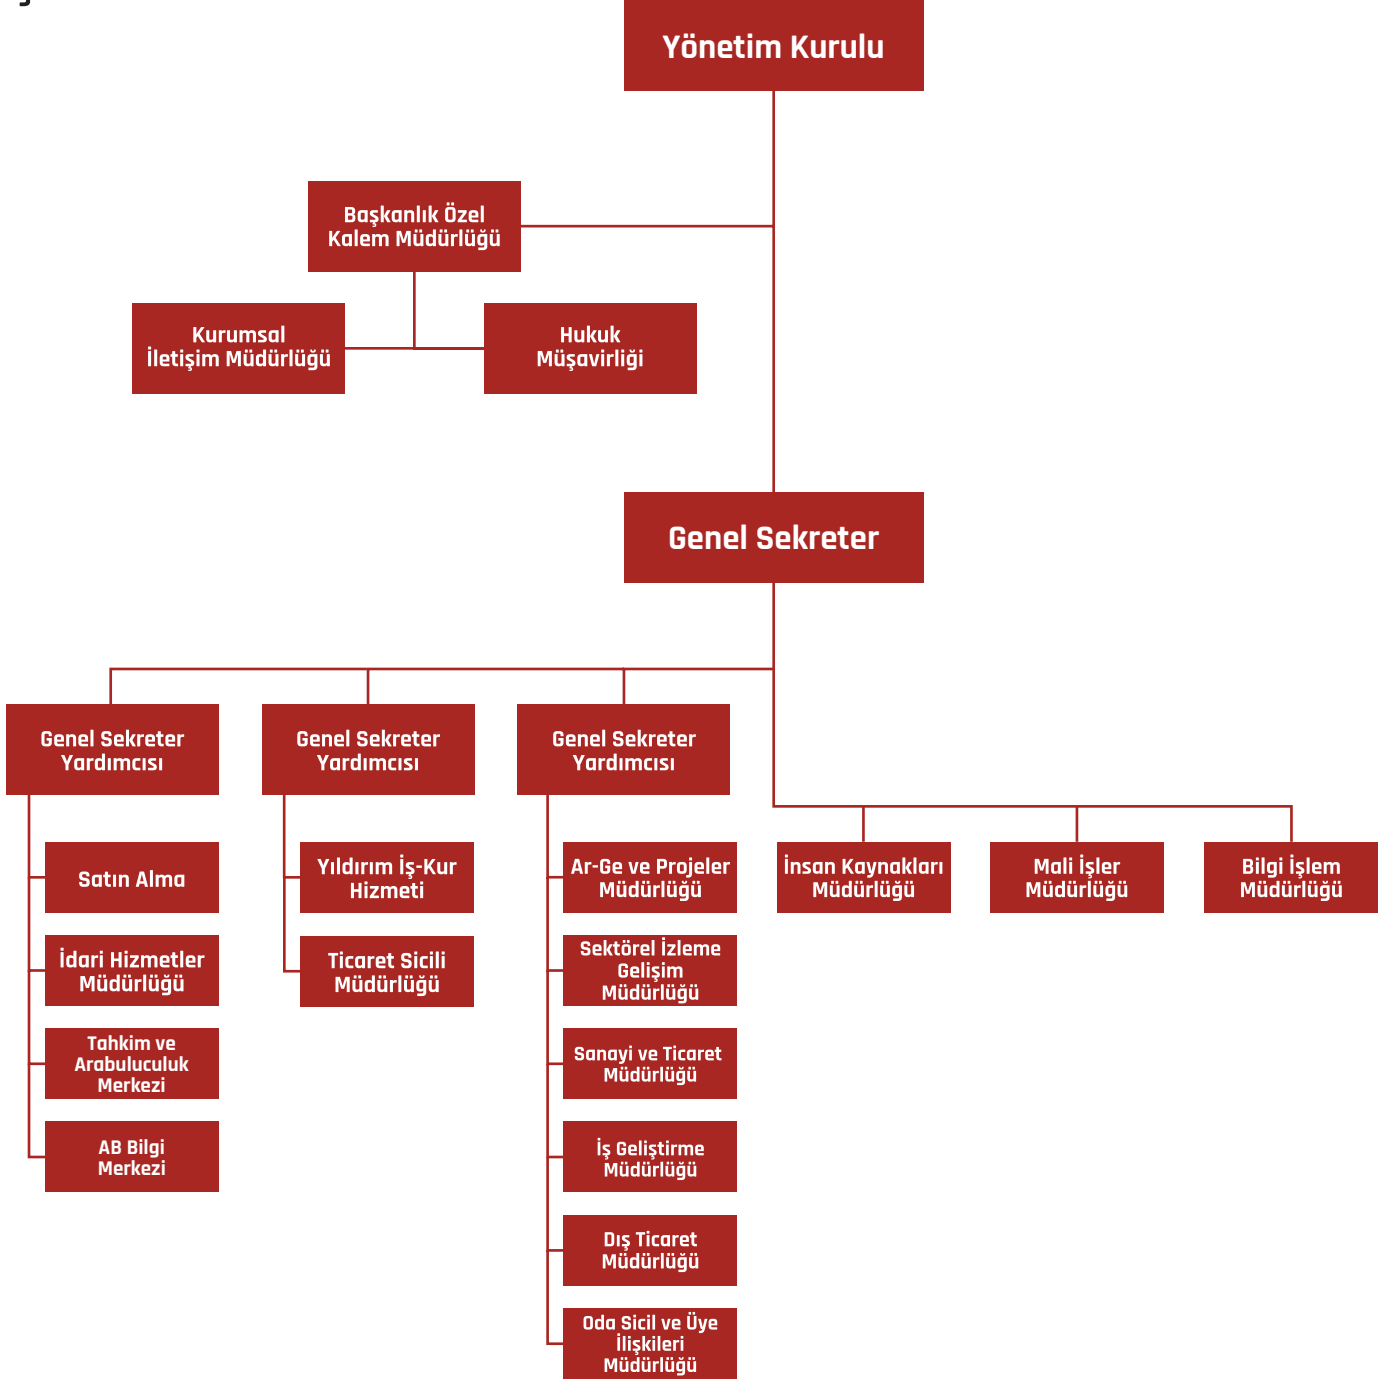 Yönetim Kurulu
Başkanlık Özel
Kalem Müdürlüğü
Kurumsal
İletişim Müdürlüğü
Hukuk
Müşavirliği
Genel Sekreter
Genel Sekreter
Yardımcısı
Genel Sekreter
Yardımcısı
Genel Sekreter
Yardımcısı
Satın Alma
İdari Hizmetler
Müdürlüğü
Tahkim ve
Arabuluculuk
Merkezi
AB Bilgi
Merkezi
Yıldırım İş-Kur
Hizmeti
Ticaret Sicili
Müdürlüğü
Ar-Ge ve Projeler
Müdürlüğü
Sektörel İzleme
Gelişim
Müdürlüğü
Sanayi ve Ticaret
Müdürlüğü
İş Geliştirme
Müdürlüğü
Dış Ticaret
Müdürlüğü
Oda Sicil ve Üye
İlişkileri
Müdürlüğü
İnsan Kaynakları
Müdürlüğü
Mali İşler
Müdürlüğü
Bilgi İşlem
Müdürlüğü